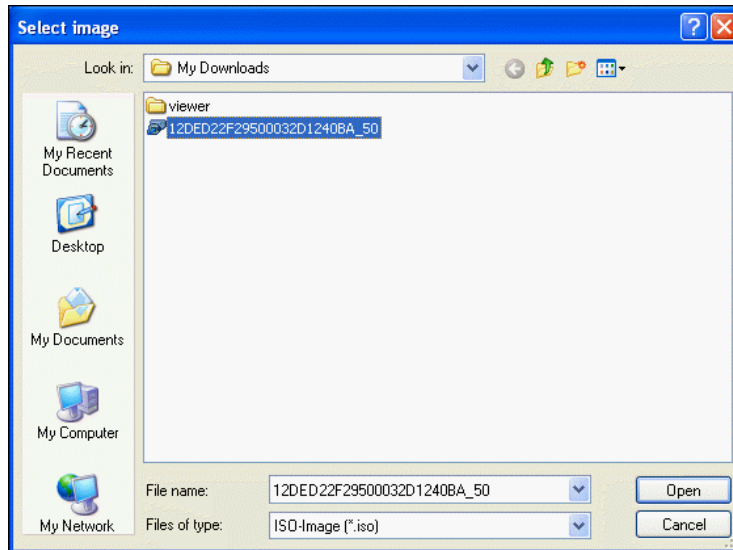 Select image
Look in:
My Downloads
viewer
12DED22F29500032D1240BA_50
My Recent
Documents
Desktop
My Documents
My Computer
My Network
File name:
12DED22F29500032D1240BA_50
Open
Files of type:
ISO-Image (*.iso)
Cancel